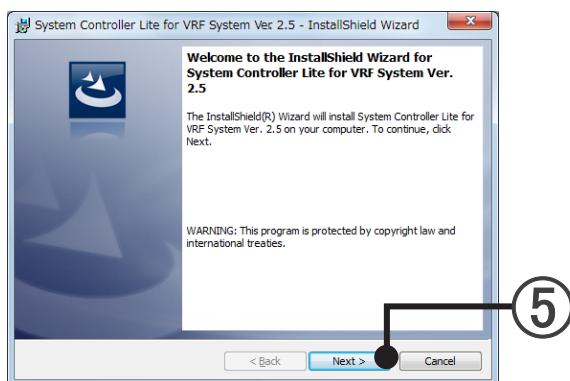 System Controller Lite for VRF System Ver. 2.5 - InstallShield Wizard
Welcome to the InstallShield Wizard for
System Controller Lite for VRF System Ver.
2.5
The InstallShield(R) Wizard will install System Controller Lite for
VRF System Ver. 2.5 on your computer. To continue, click
Next.
WARNING: This program is protected by copyright law and
international treaties.
⑤
< Back Next > Cancel